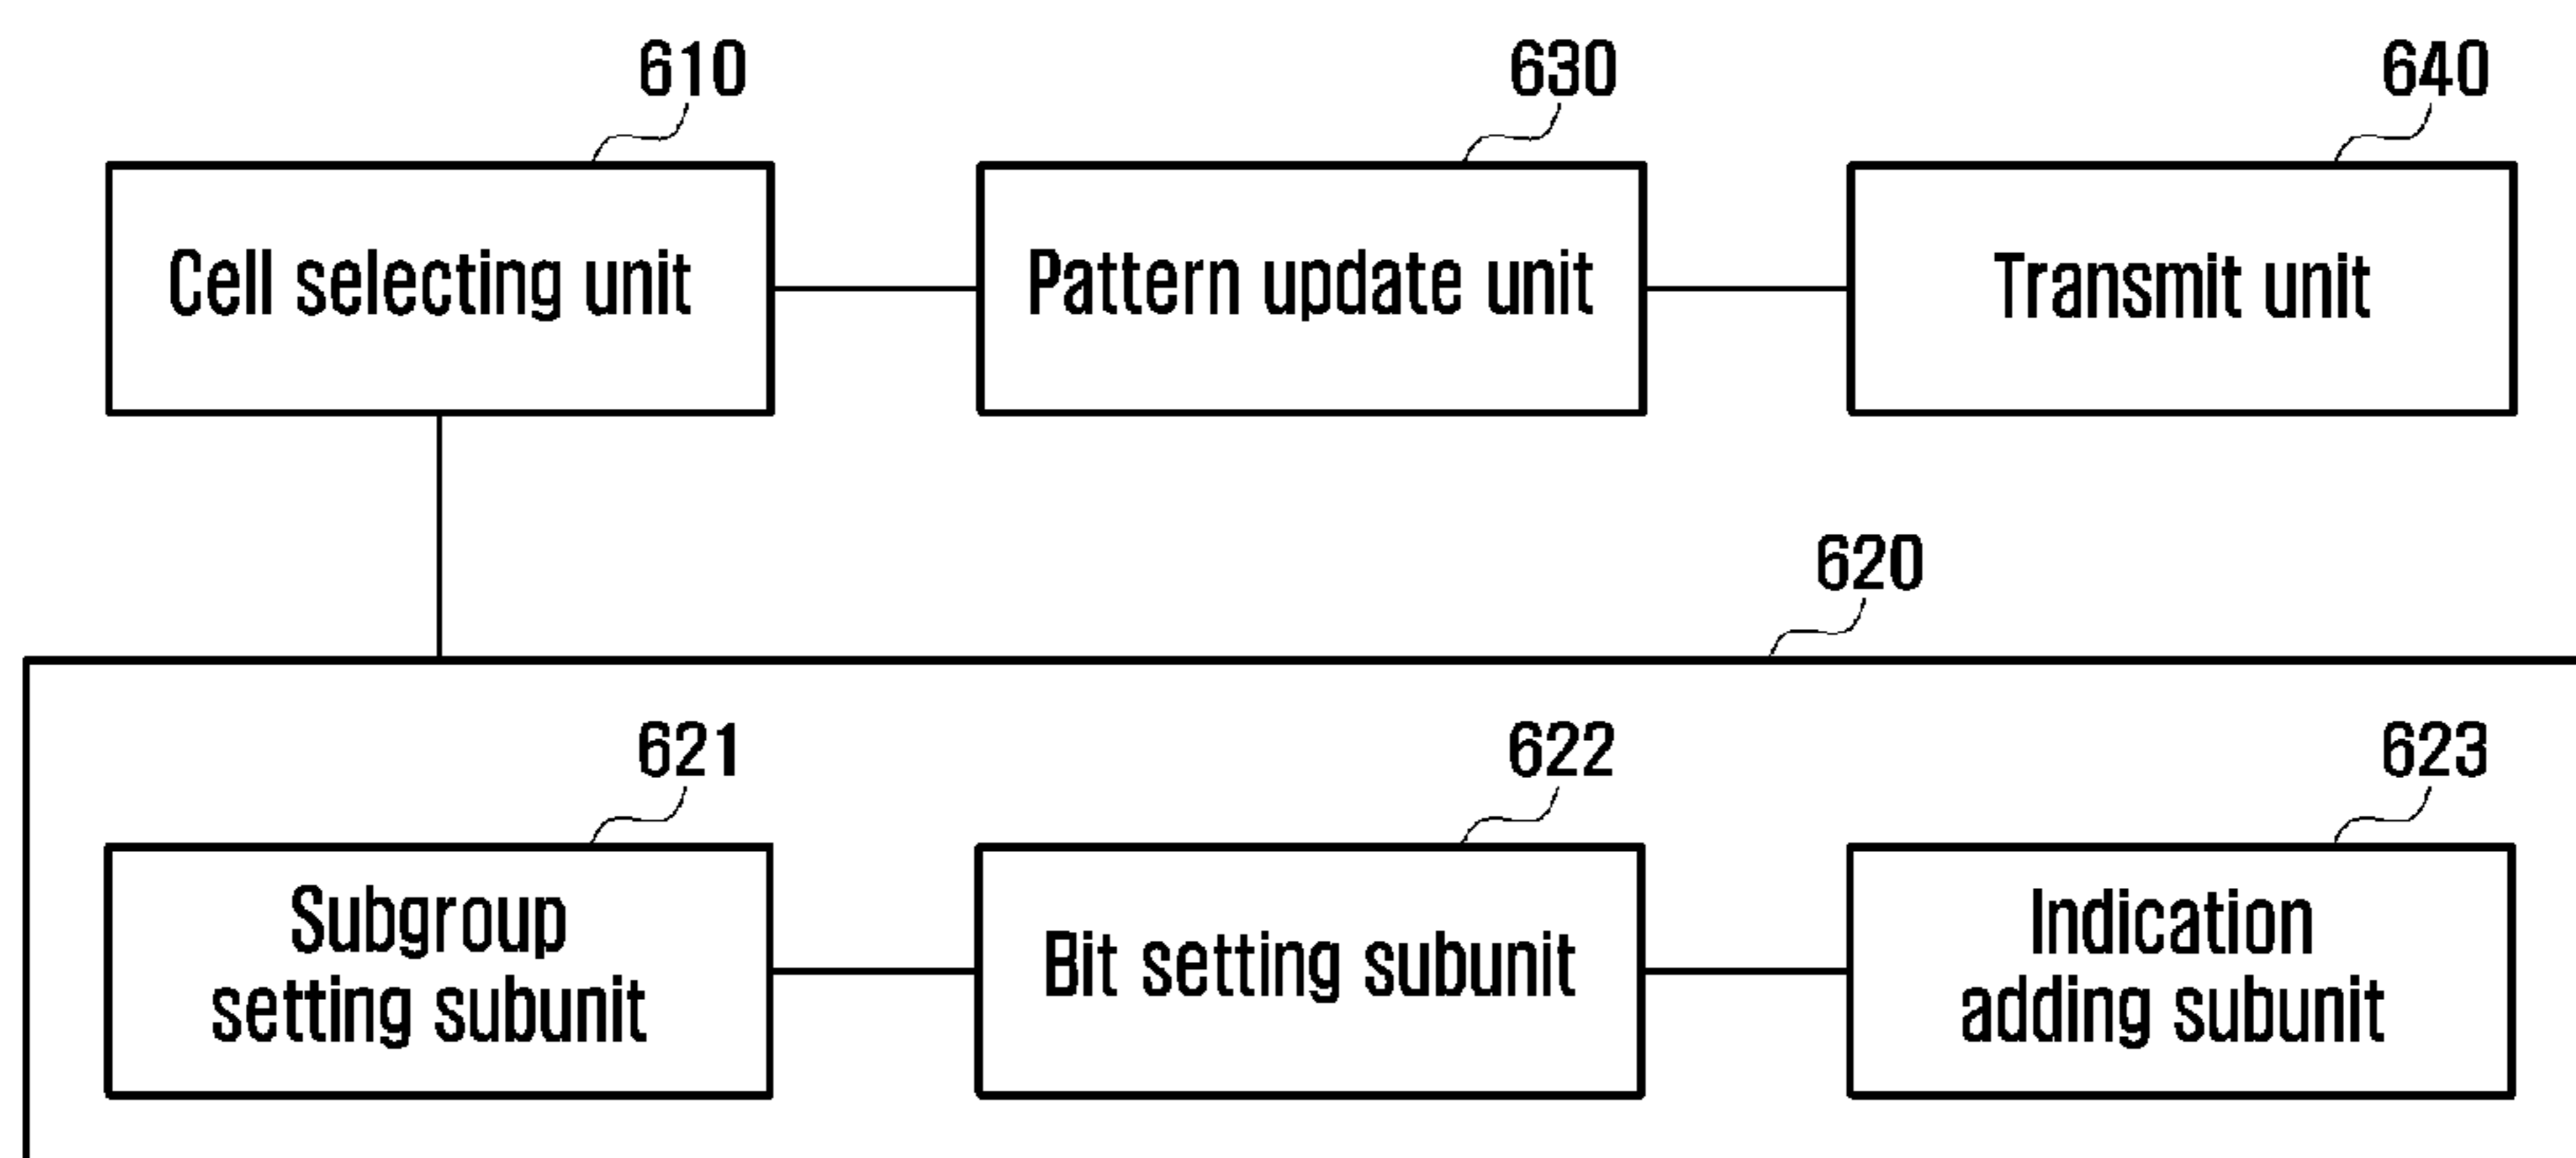 610
630
640
Cell selecting unit
Pattern update unit
Transmit unit
620
621
622
623
Subgroup
setting subunit
Bit setting subunit
Indication
adding subunit